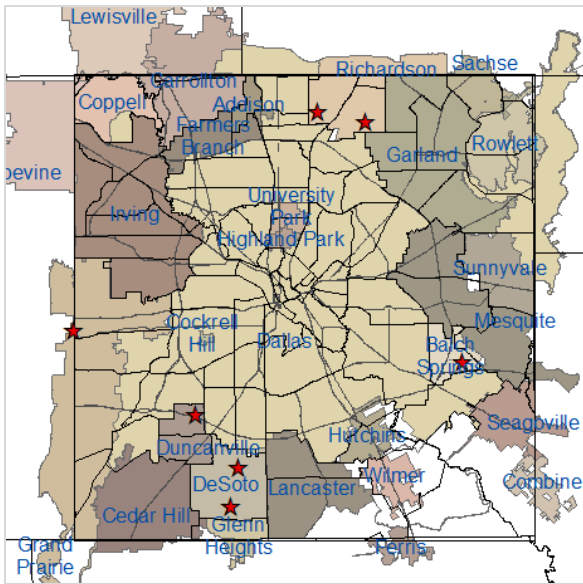 Lewisville
Sachse
Richardson
Carrollton
Coppell
Addison
Farmers
Branch
Garland
Rowlett
University
Park
Irving
Highland Park
Sunnyvale
Mesquite
Cockrell
Hill
Dallas
Balch
Springs
Seagoville
Hutchins
Duncanville
DeSoto
Lancaster
Wilmer
Combine
Cedar Hill
Glenn
Heights
Grand
Prairie
Ferris